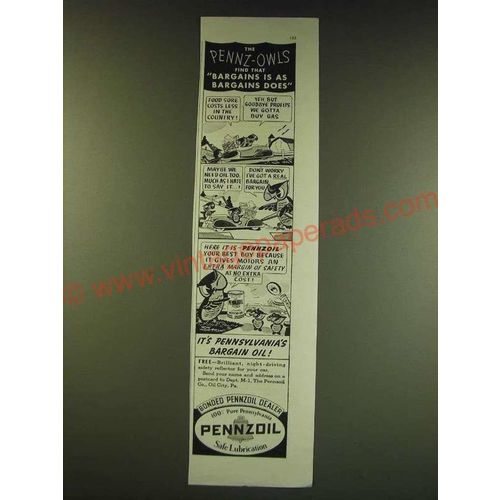 THE
PENNZ-OWLS
FIND THAT
"BARGAINS IS AS
BARGAINS DOES"
FOOD SURE
COSTS LESS
IN THE
COUNTRY!
YEH BUT
GOODBYE PROFITS
WE GOTTA
BUY GAS
MAYBE WE
NEED OIL TOO,
MUCH AS I HATE
TO SAY IT...!
DON'T WORRY
I'VE GOT A REAL
BARGAIN
FOR YOU
HERE IT IS - PENNZOIL
YOUR BEST BUY BECAUSE
IT GIVES MOTORS AN
EXTRA MARGIN OF SAFETY
AT NO EXTRA
COST!
IT'S PENNSYLVANIA'S
BARGAIN OIL!
FREE—Brilliant, night-driving
safety reflector for your car.
Send your name and address on a
postcard to Dept. M-1, The Pennzoil
Co., Oil City, Pa.
BONDED PENNZOIL DEALER
100% Pure Pennsylvania
PENNZOIL
Safe Lubrication